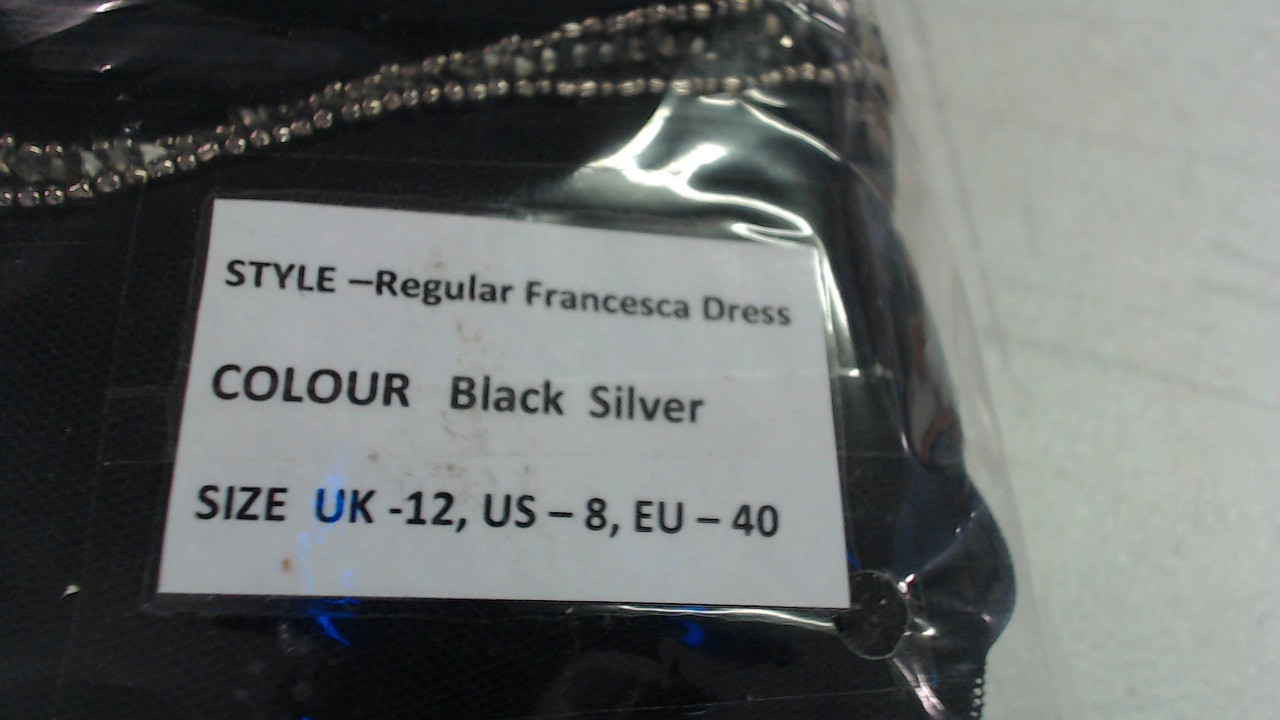 STYLE –Regular Francesca Dress
COLOUR Black Silver
SIZE UK -12, US – 8, EU – 40